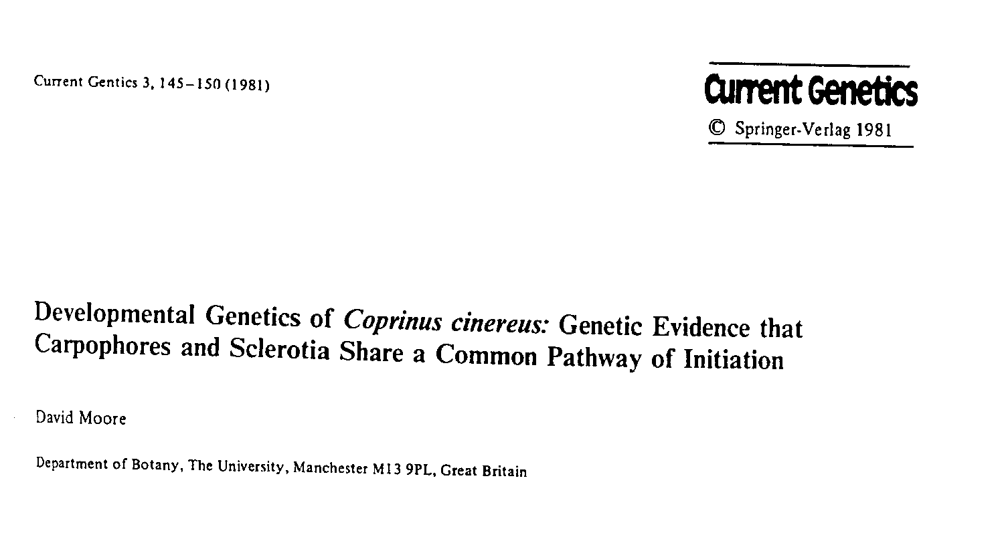 Current Gentics 3, 145–150 (1981)
Current Genetics
© Springer-Verlag 1981
Developmental Genetics of Coprinus cinereus: Genetic Evidence that
Carpophores and Sclerotia Share a Common Pathway of Initiation
David Moore
Department of Botany, The University, Manchester M13 9PL, Great Britain